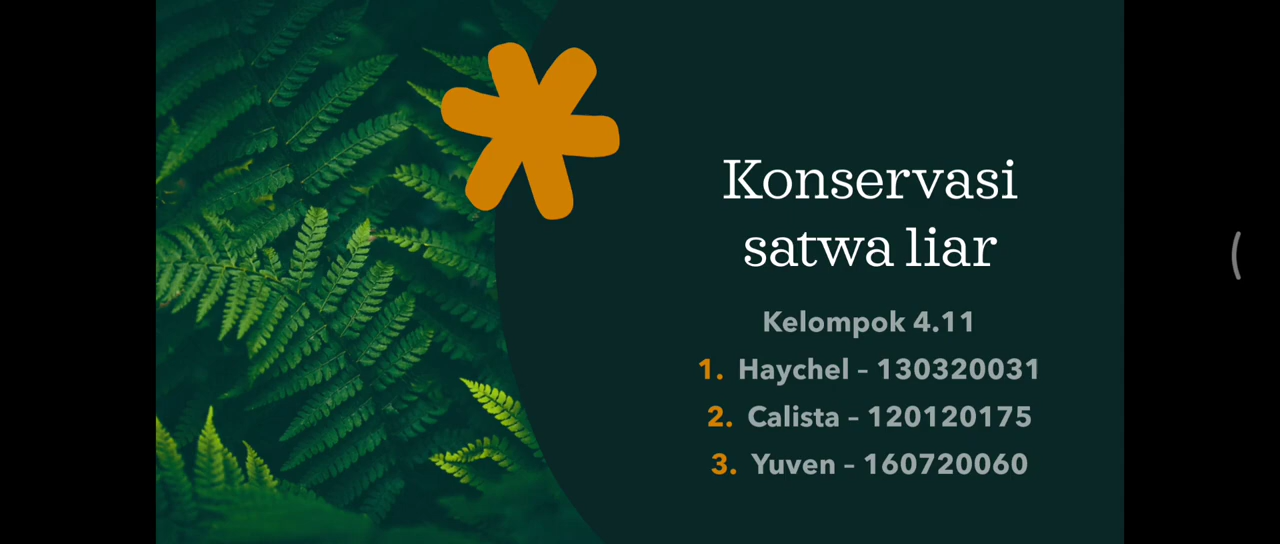 Konservasi
satwa liar
Kelompok 4.11
1. Haychel – 130320031
2. Calista – 120120175
3. Yuven – 160720060